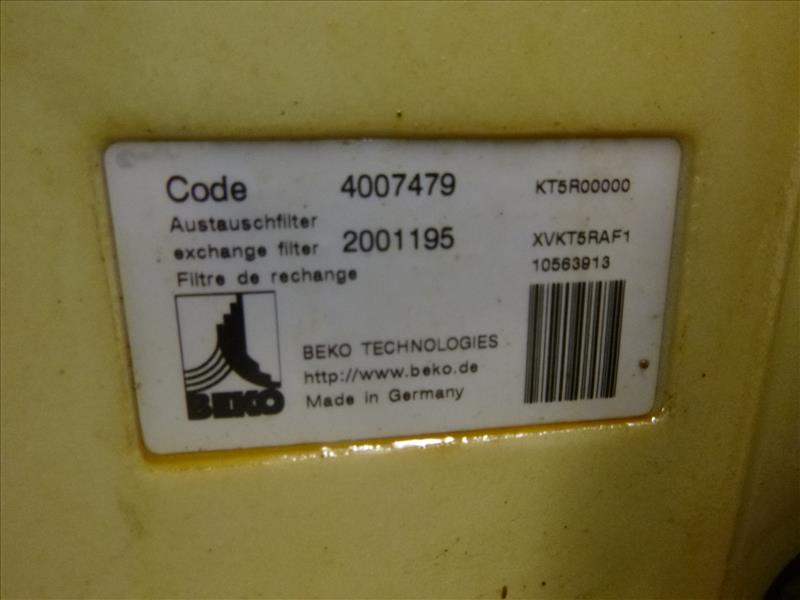 Code 4007479 KT5R00000
Austauschfilter
exchange filter 2001195 XVKT5RAF1
Filtre de rechange 10563913
BEKO TECHNOLOGIES
http://www.beko.de
Made in Germany
BEKO